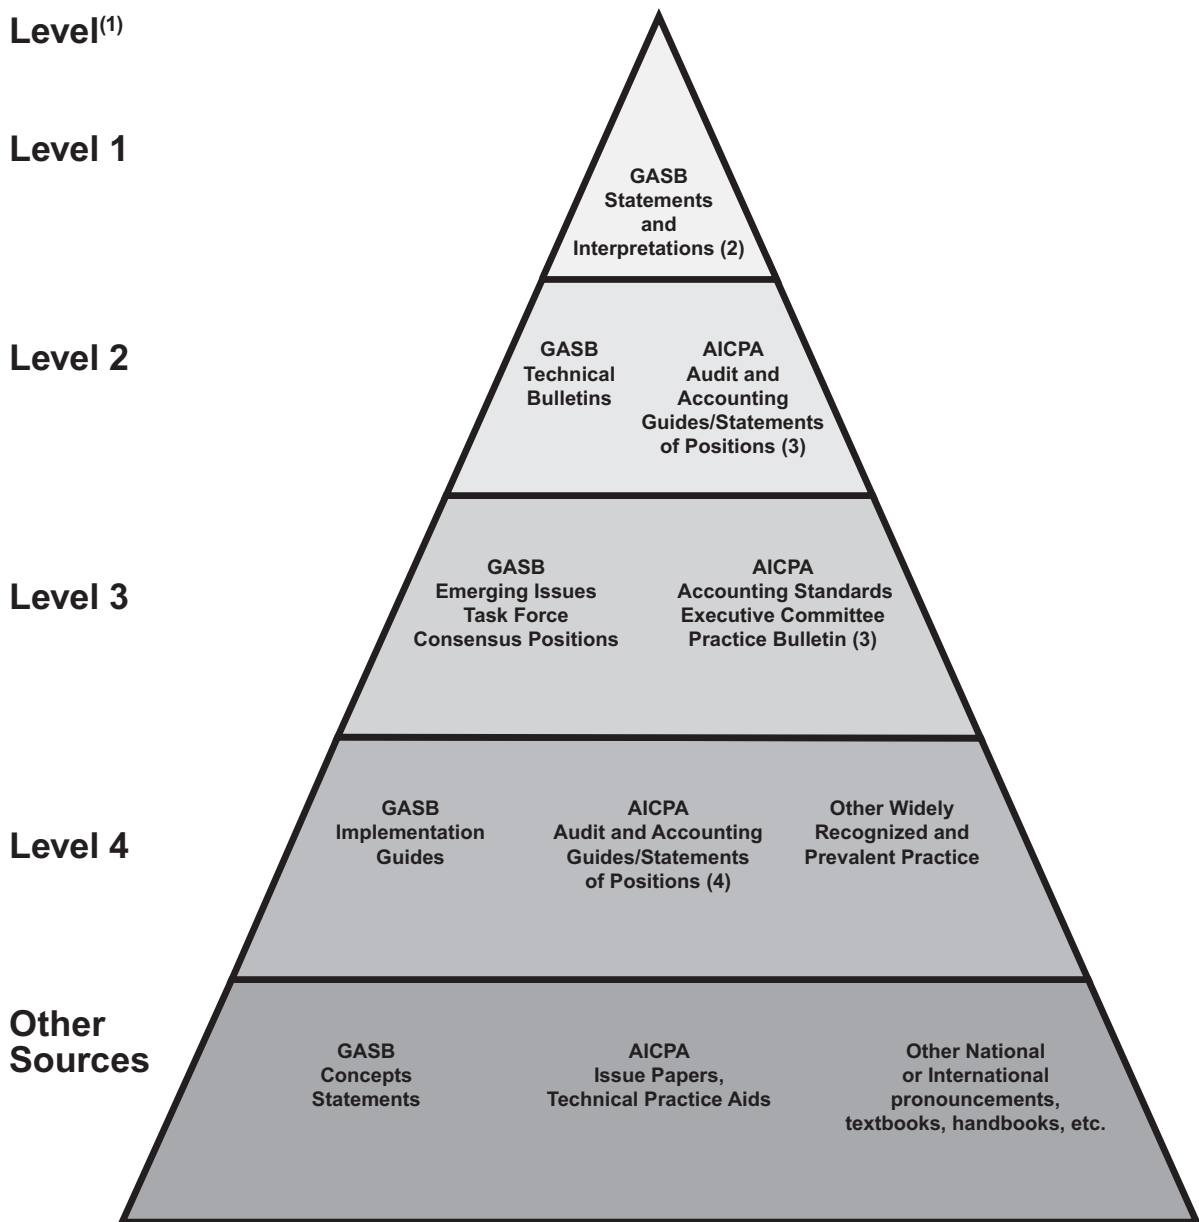 Level(1)
Level 1
GASB
Statements
and
Interpretations (2)
Level 2
GASB
Technical
Bulletins
AICPA
Audit and
Accounting
Guides/Statements
of Positions (3)
Level 3
GASB
Emerging Issues
Task Force
Consensus Positions
AICPA
Accounting Standards
Executive Committee
Practice Bulletin (3)
Level 4
GASB
Implementation
Guides
AICPA
Audit and Accounting
Guides/Statements
of Positions (4)
Other Widely
Recognized and
Prevalent Practice
Other
Sources
GASB
Concepts
Statements
AICPA
Issue Papers,
Technical Practice Aids
Other National
or International
pronouncements,
textbooks, handbooks, etc.